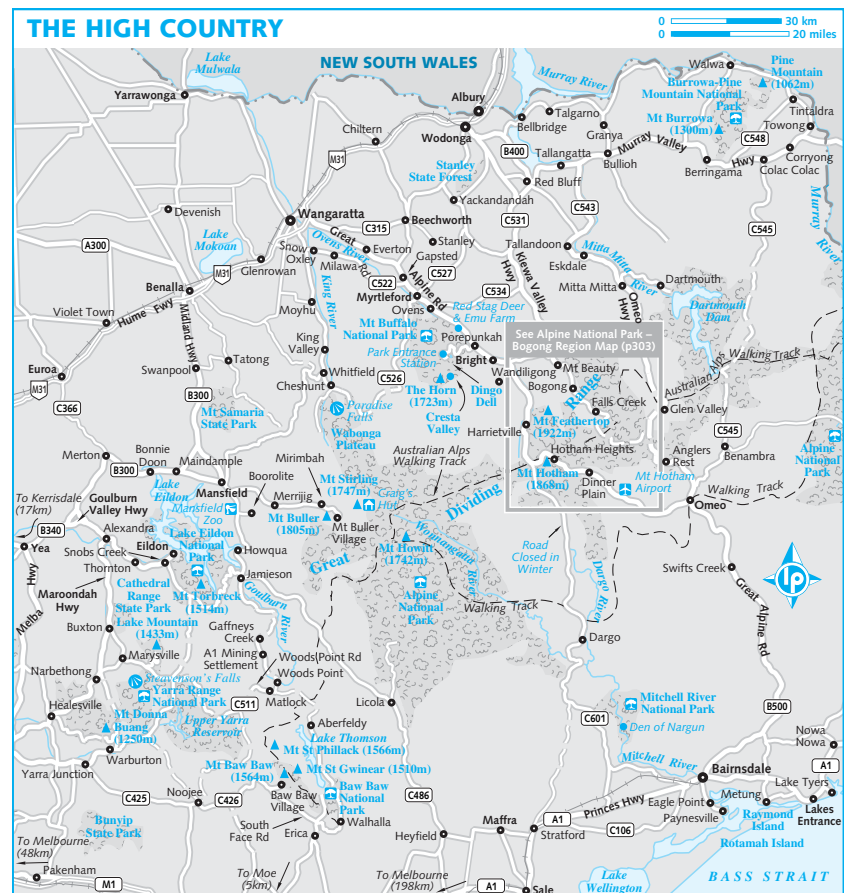 THE HIGH COUNTRY
0 30 km
0 20 miles
Lake
Mulwala
NEW SOUTH WALES
Murray River
Walwa
Pine
Mountain
(1062m)
Burrowa-Pine
Mountain National
Park
Mt Burrowa
(1300m)
Yarrawonga
Albury
Wodonga
Chiltern
M31
Bellbridge
Talgarno
Granya
Tintaldra
Towong
C548
B400
Tallangatta
Bullioh
Murray Valley
Hwy
Berringama
Corryong
Colac Colac
Stanley
State Forest
Red Bluff
Yackandandah
Murray
River
Devenish
Wangaratta
C315
Beechworth
C531
C543
C545
A300
Lake
Mokoan
Ovens River
Great
Alpine Rd
Everton
Stanley
Gapsted
Tallandoon
Kiewa Valley
Hwy
Mitta Mitta
River
Eskdale
Snow
Oxley
Milawa
Glenrowan
M31
C522
C527
C534
Mitta Mitta
Omeo
Hwy
Dartmouth
Dartmouth
Dam
Benalla
King River
Myrtleford
Ovens
Red Stag Deer
& Emu Farm
Violet Town
Hume Fwy
Midland Hwy
Moyhu
Mt Buffalo
National Park
Porepunkah
See Alpine National Park –
Bogong Region Map (p303)
Park Entrance
Station
Bright
King
Valley
Euroa
M31
Tatong
Swanpool
Whitfield
Cheshunt
C526
The Horn
(1723m)
Dingo
Dell
Cresta
Valley
Wandiligong
Mt Beauty
Bogong
Range
Falls Creek
Australian Alps
Walking Track
C366
B300
Mt Samaria
State Park
Paradise
Falls
Wabonga
Plateau
Harrietville
Mt Feathertop
(1922m)
Glen Valley
C545
Alpine
National
Park
Benambra
Anglers
Rest
Merton
Bonnie
Doon
B300
Maindample
Mirimbah
Boorolite
Australian Alps
Walking Track
Hotham Heights
Mt Hotham
(1868m)
Dinner
Plain
Mt Hotham
Airport
Walking Track
Omeo
Lake
Eildon
Mansfield
Merrijig
Mt Stirling
(1747m)
Craig's
Hut
Mt Buller
(1805m)
Mt Buller
Village
Dividing
To Kerrisdale
(17km)
Goulburn
Valley Hwy
Mansfield
Zoo
B340
Yea
Alexandra
Snobs Creek
Eildon
Thornton
Lake Eildon
National
Park
Howqua
Great
Mt Howitt
(1742m)
Wonnangatta
River
Road
Closed in
Winter
Dargo River
Swifts Creek
lp
Maroondah
Hwy
Cathedral
Range
State Park
Mt Torbreck
(1514m)
Jamieson
Goulburn
River
Alpine
National
Park
Walking Track
Great
Alpine Rd
Melba
Hwy
Buxton
Lake Mountain
(1433m)
Gaffneys
Creek
A1 Mining
Settlement
Woods Point Rd
Dargo
Marysville
Woods Point
Narbethong
Steavenson's Falls
Yarra Range
National Park
C511
Matlock
Licola
Mitchell River
National Park
B500
Healesville
Mt Donna
Buang
(1250m)
Upper Yarra
Reservoir
Aberfeldy
C601
Den of Nargun
Nowa
Nowa
Lake Thomson
Mt St Phillack (1566m)
Warburton
Mt Baw Baw
(1564m)
Mt St Gwinear (1510m)
Mitchell River
Yarra Junction
A1
Bairnsdale
Lake Tyers
C425
Noojee
C426
Baw Baw
Village
Baw Baw
National
Park
C486
Princes Hwy
Eagle Point
Metung
A1
Paynesville
Lakes
Entrance
Raymond
Island
Rotamah Island
Bunyip
State Park
South
Face Rd
Walhalla
Erica
Heyfield
Maffra
A1
Stratford
C106
To Melbourne
(48km)
Pakenham
M1
To Moe
(5km)
To Melbourne
(198km)
A1
Sale
Lake
Wellington
BASS STRAIT